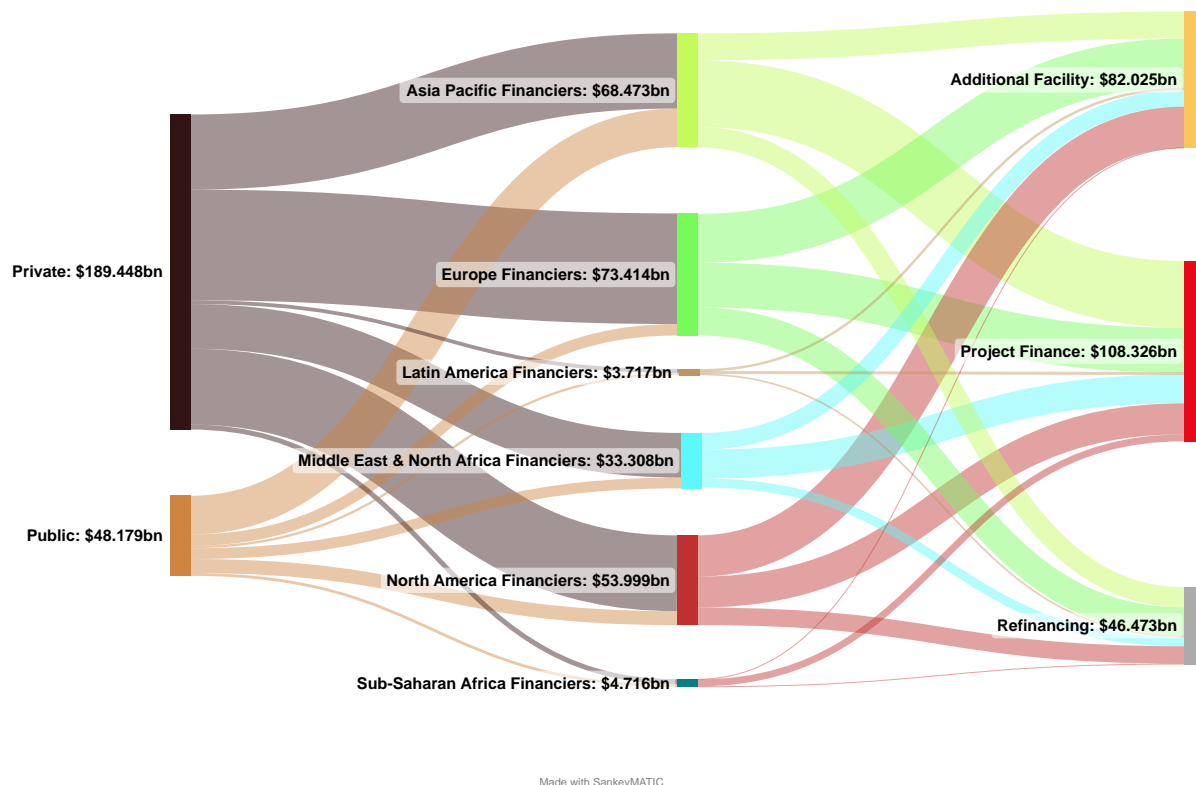 Asia Pacific Financiers: $68.473bn
Additional Facility: $82.025bn
Private: $189.448bn
Europe Financiers: $73.414bn
Latin America Financiers: $3.717bn
Project Finance: $108.326bn
Middle East & North Africa Financiers: $33.308bn
Public: $48.179bn
North America Financiers: $53.999bn
Refinancing: $46.473bn
Sub-Saharan Africa Financiers: $4.716bn
Made with SankeyMATIC